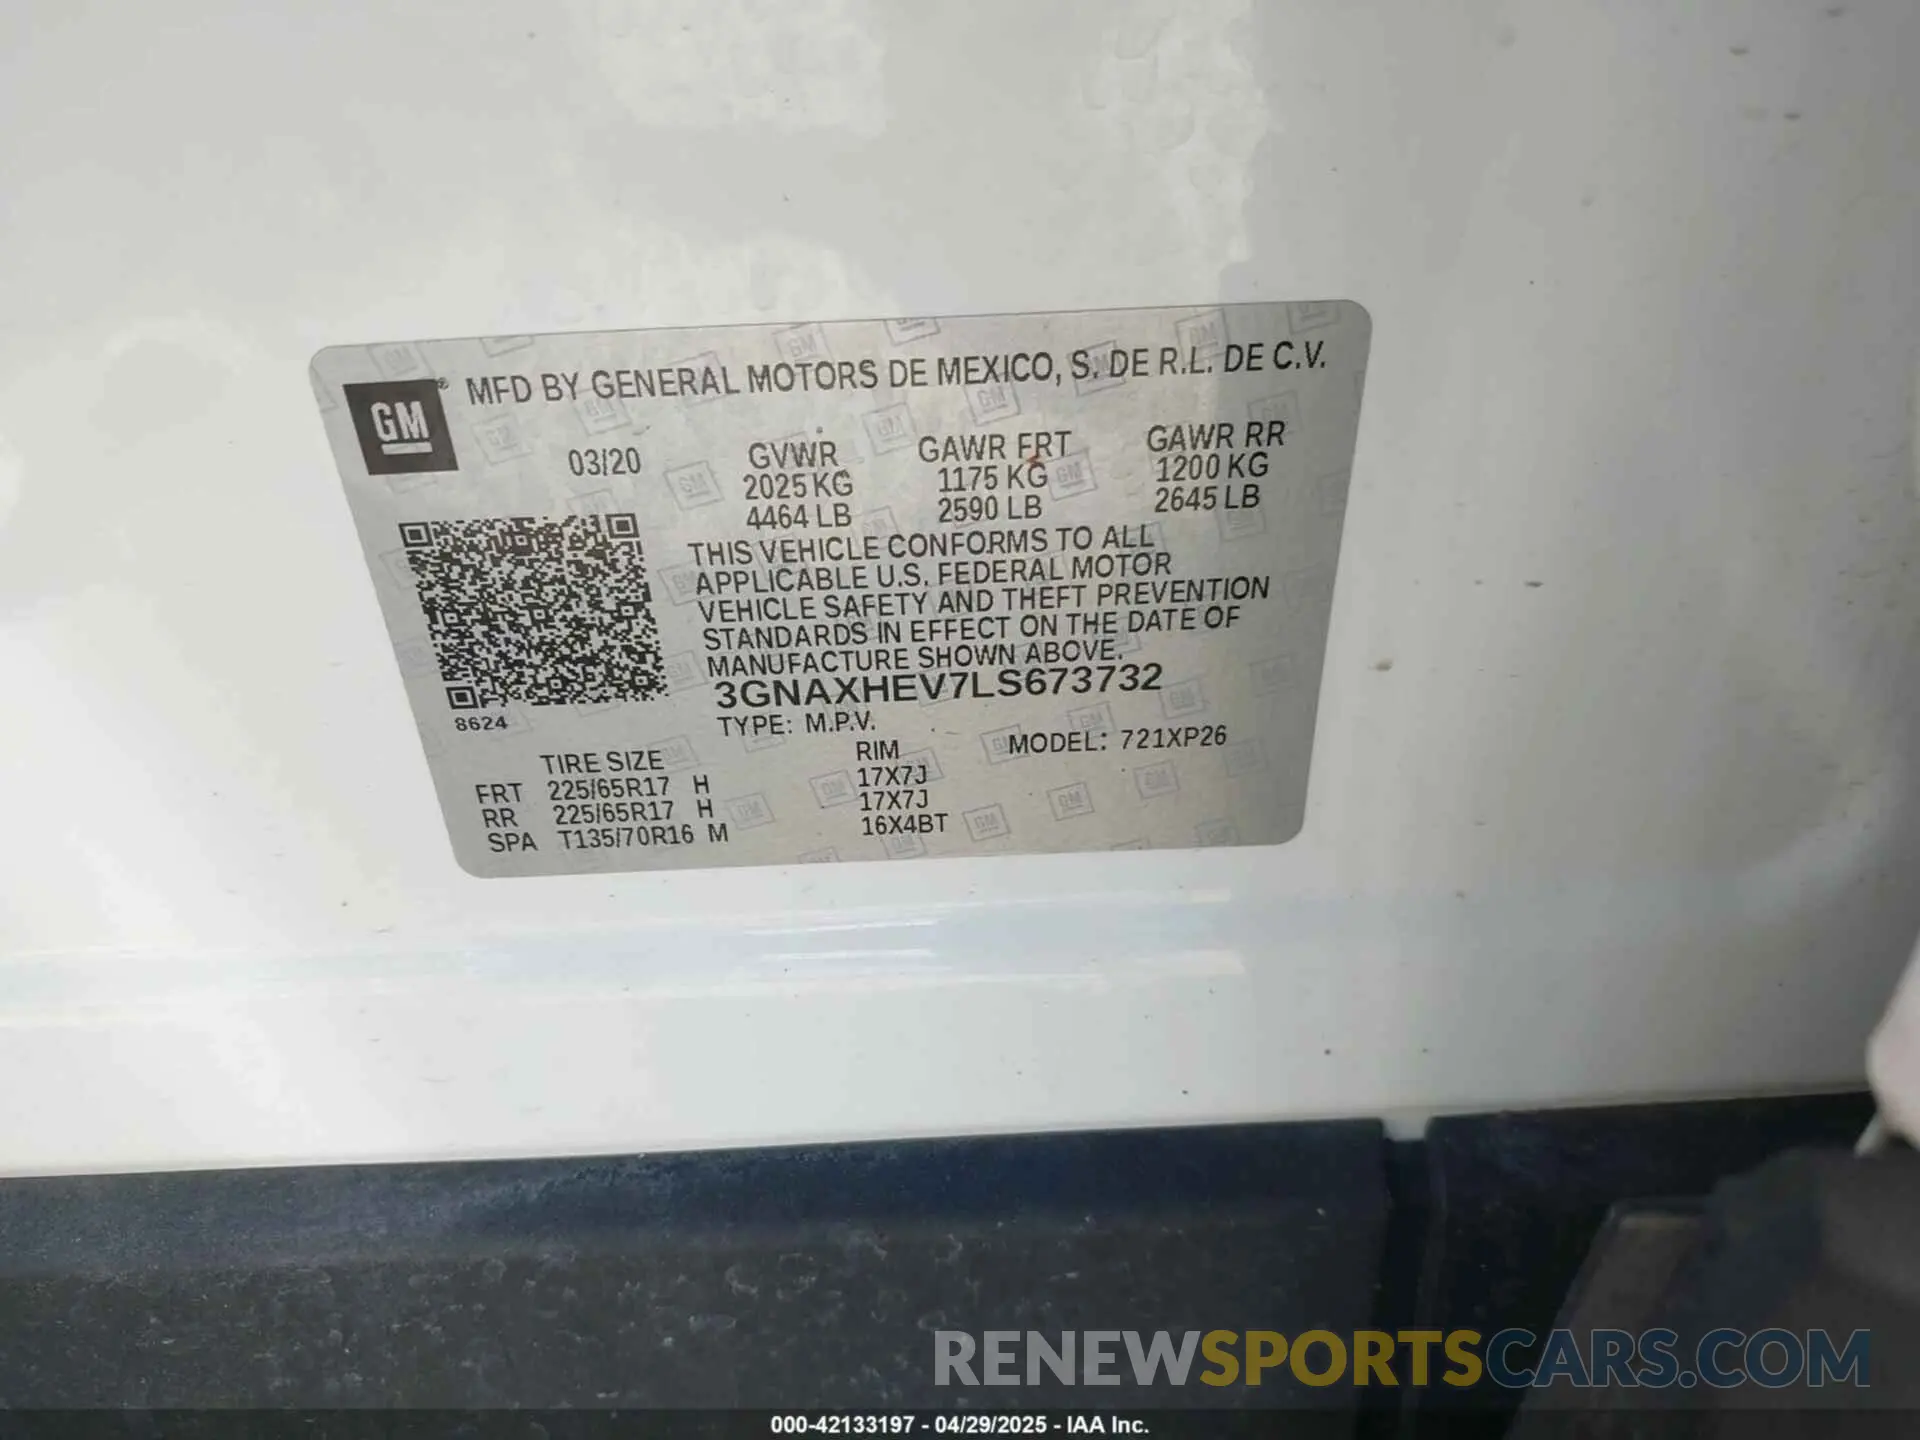 GM ® MFD BY GENERAL MOTORS DE MEXICO, S. DE R.L. DE C.V.
03/20 GVWR GAWR FRT GAWR RR
2025 KG 1175 KG 1200 KG
4464 LB 2590 LB 2645 LB
THIS VEHICLE CONFORMS TO ALL
APPLICABLE U.S. FEDERAL MOTOR
VEHICLE SAFETY AND THEFT PREVENTION
STANDARDS IN EFFECT ON THE DATE OF
MANUFACTURE SHOWN ABOVE.
3GNAXHEV7LS673732
8624 TYPE: M.P.V. MODEL: 721XP26
TIRE SIZE RIM
FRT 225/65R17 H 17X7J
RR 225/65R17 H 17X7J
SPA T135/70R16 M 16X4BT
RENEWSPORTSCARS.COM
000-42133197 - 04/29/2025 - IAA Inc.